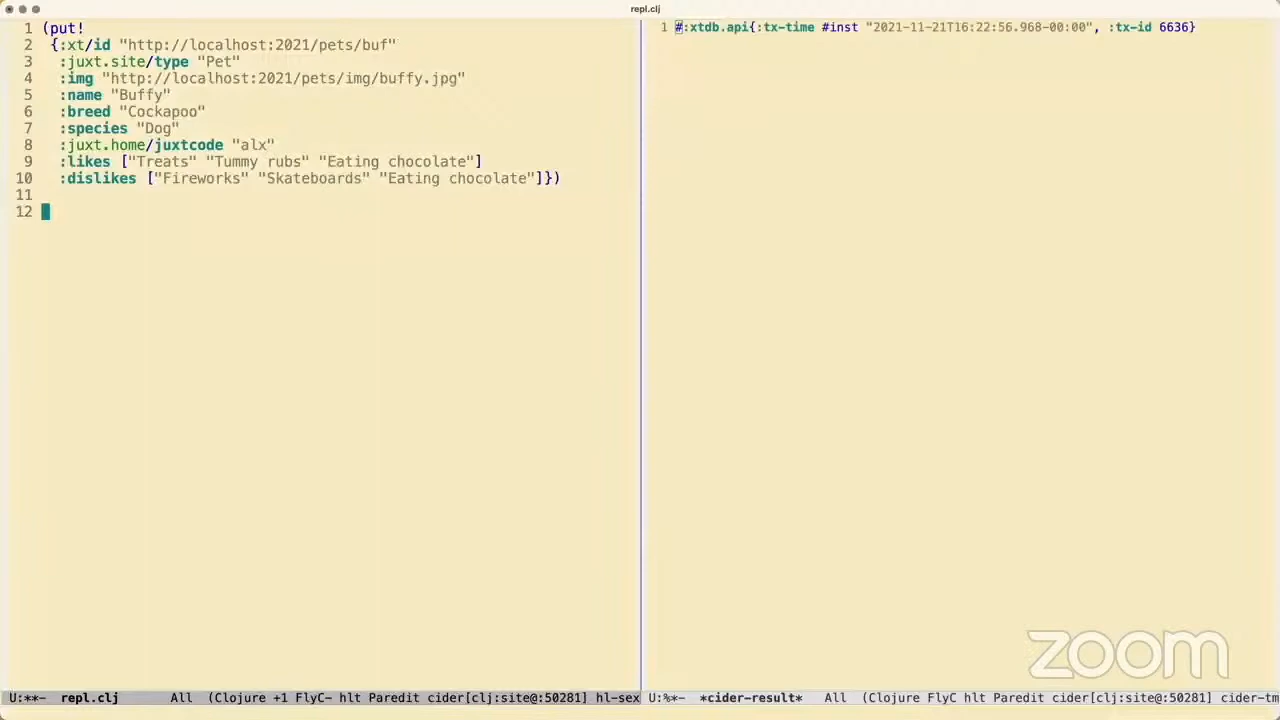 repl.clj
1 (put!
2 {:xt/id "http://localhost:2021/pets/buf"
3 :juxt.site/type "Pet"
4 :img "http://localhost:2021/pets/img/buffy.jpg"
5 :name "Buffy"
6 :breed "Cockapoo"
7 :species "Dog"
8 :juxt.home/juxtcode "alx"
9 :likes ["Treats" "Tummy rubs" "Eating chocolate"]
10 :dislikes ["Fireworks" "Skateboards" "Eating chocolate"]})
11
12
1 #:xtdb.api{:tx-time #inst "2021-11-21T16:22:56.968-00:00", :tx-id 6636}
zoom
U:**- repl.clj All (Clojure +1 FlyC- hlt Paredit cider[clj:site@:50281] hl-sex
U:%*- *cider-result* All (Clojure FlyC hlt Paredit cider[clj:site@:50281] cider-tm